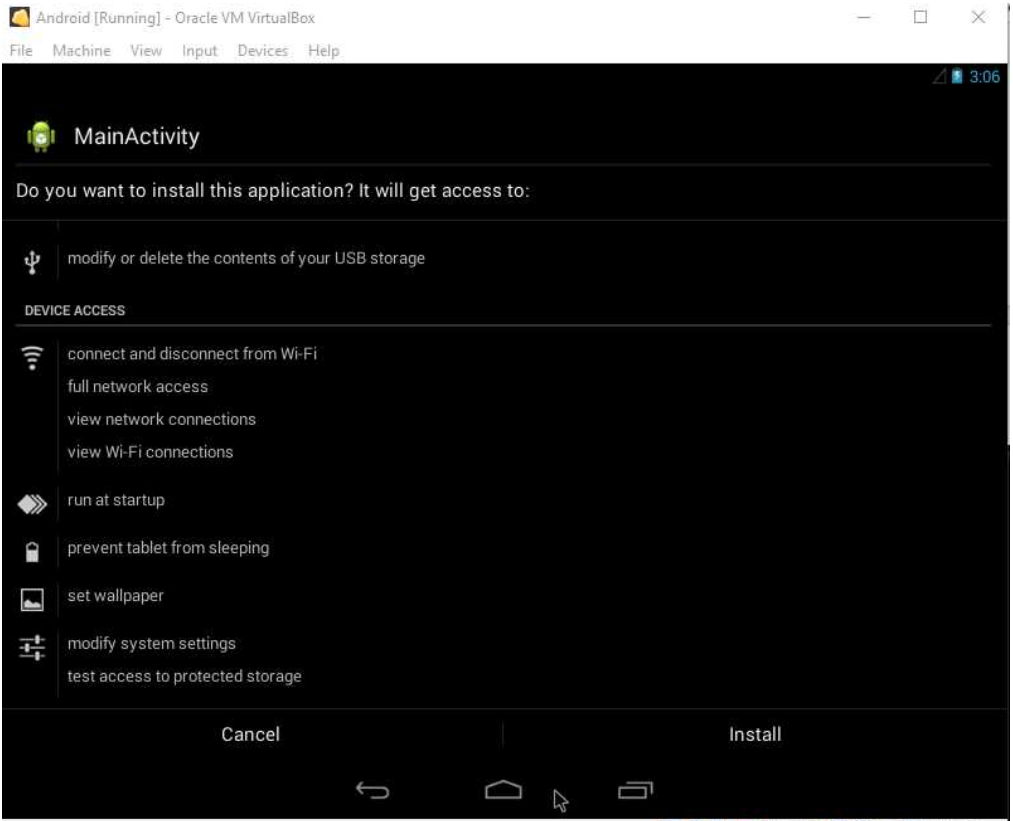 Android [Running] - Oracle VM VirtualBox
File Machine View Input Devices Help
3:06
MainActivity
Do you want to install this application? It will get access to:
modify or delete the contents of your USB storage
DEVICE ACCESS
connect and disconnect from Wi-Fi
full network access
view network connections
view Wi-Fi connections
run at startup
prevent tablet from sleeping
set wallpaper
modify system settings
test access to protected storage
Cancel Install